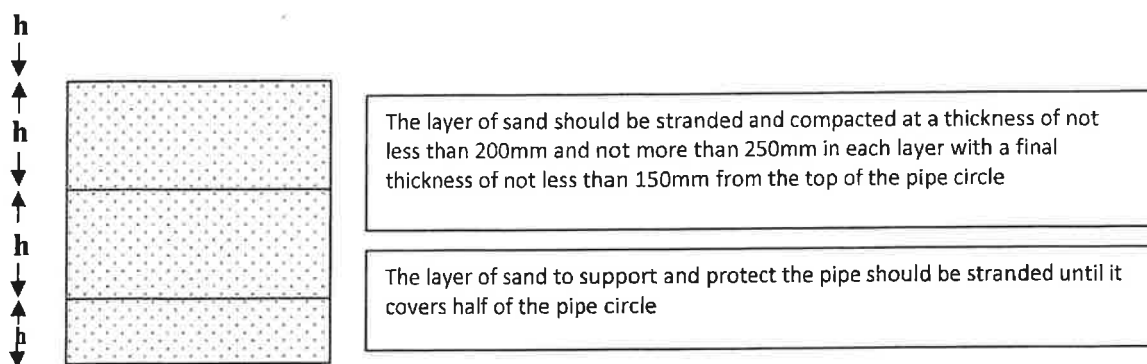 h
h
h
h
The layer of sand should be stranded and compacted at a thickness of not
less than 200mm and not more than 250mm in each layer with a final
thickness of not less than 150mm from the top of the pipe circle
The layer of sand to support and protect the pipe should be stranded until it
covers half of the pipe circle